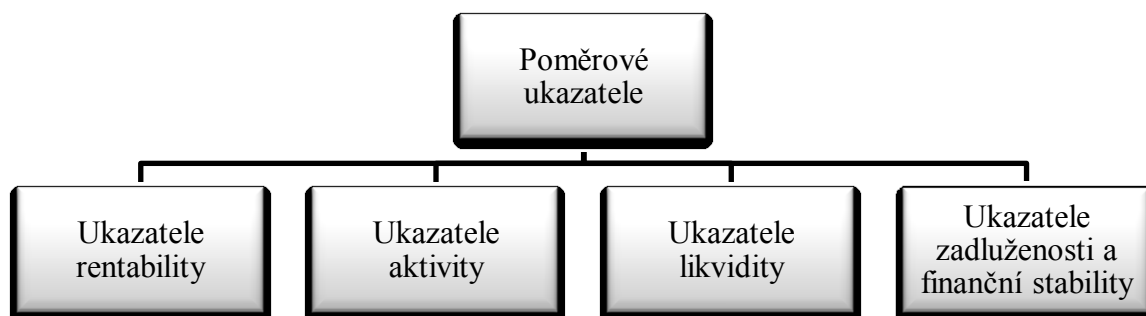 Poměrové
ukazatele
Ukazatele
rentability
Ukazatele
aktivity
Ukazatele
likvidity
Ukazatele
zadluženosti a
finanční stability